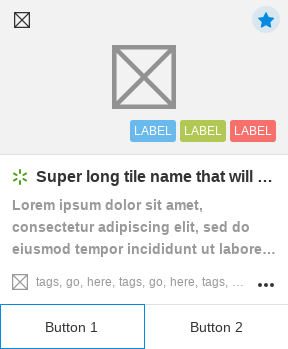 LABEL LABEL LABEL
Super long tile name that will …
Lorem ipsum dolor sit amet,
consectetur adipiscing elit, sed do
eiusmod tempor incididunt ut labore…
tags, go, here, tags, go, here, tags, …
Button 1 Button 2